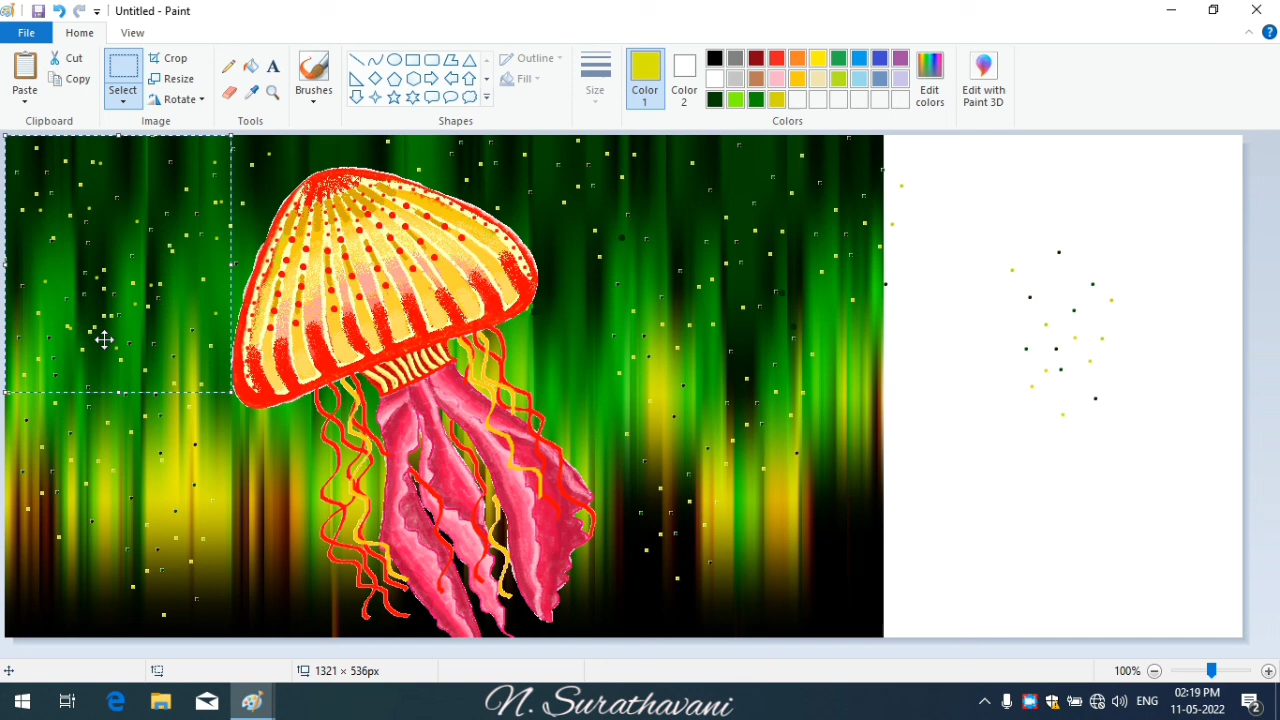 Untitled - Paint
File
Home
View
Paste
Cut
Copy
Clipboard
Select
Crop
Resize
Rotate
Image
A
Tools
Brushes
Outline
Fill
Shapes
Size
Color 1
Color 2
Edit colors
Colors
Edit with Paint 3D
1321 × 536px
100%
N. Surathavani
ENG
02:19 PM
11-05-2022
2